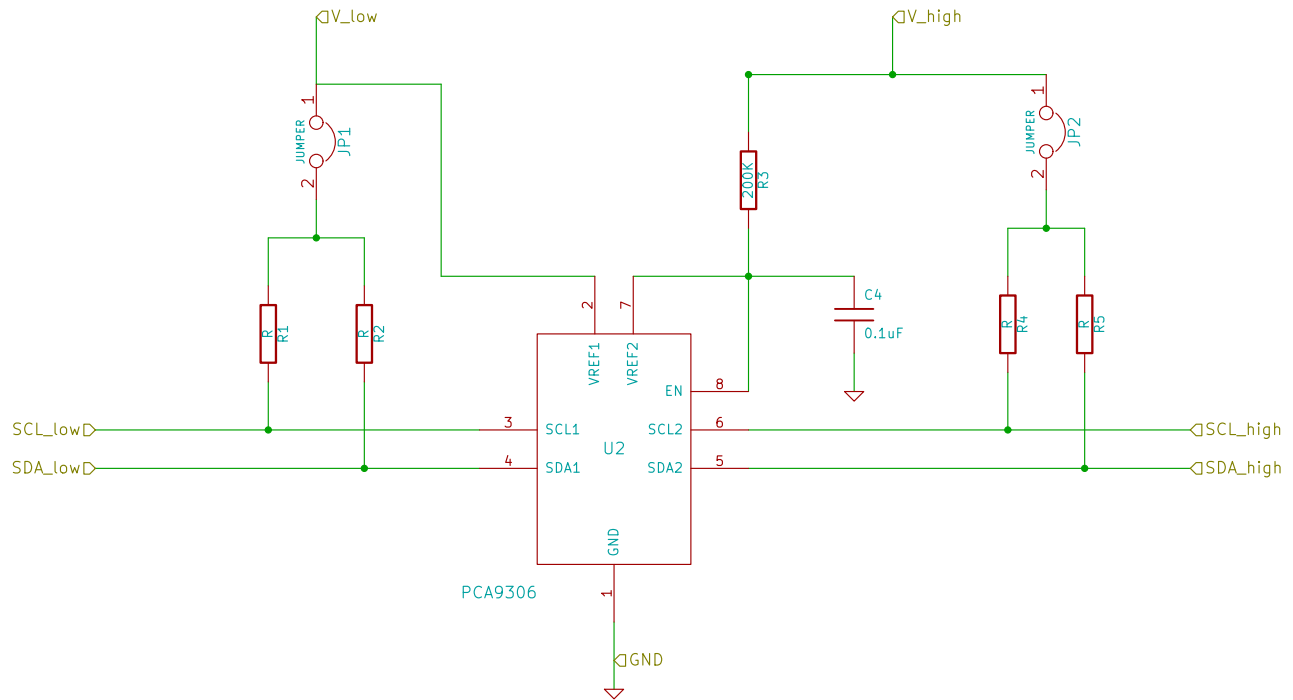 V_low
V_high
1
JUMPER
JP1
2
1
JUMPER
JP2
2
200K
R3
R
R1
R
R2
2
7
C4
0.1uF
R
R4
R
R5
VREF1
VREF2
EN
8
SCL_low
3
SCL1
SCL2
6
SCL_high
U2
SDA_low
4
SDA1
SDA2
5
SDA_high
GND
PCA9306
1
GND